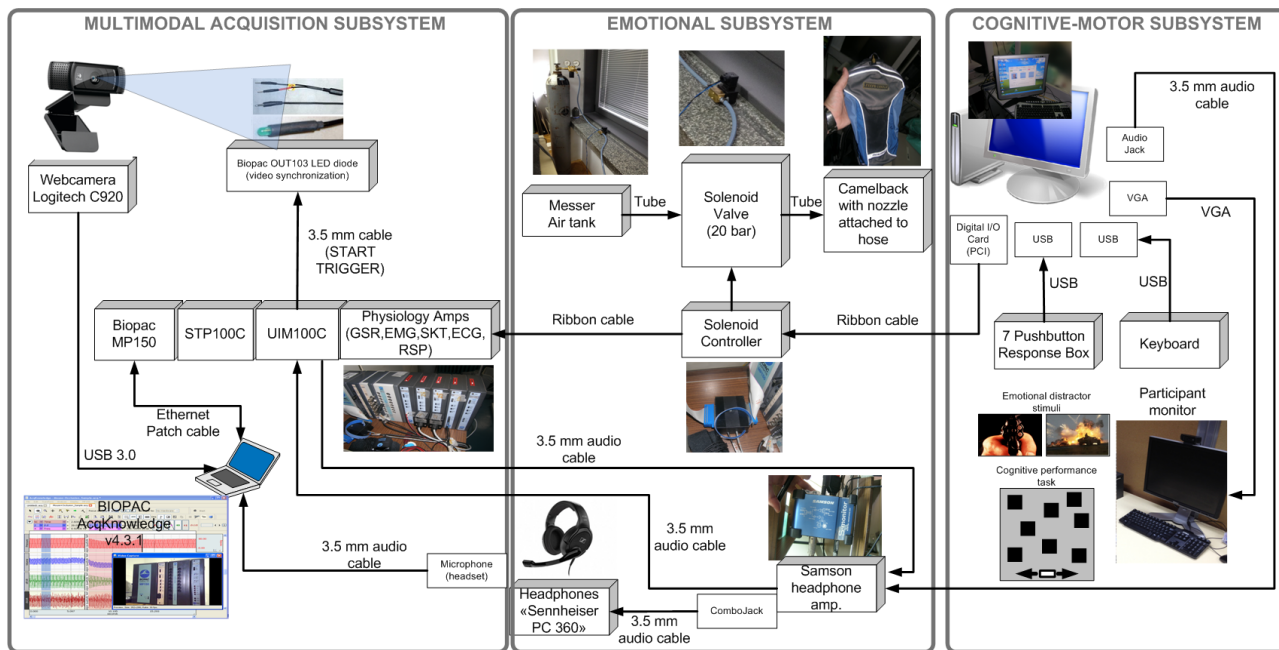 MULTIMODAL ACQUISITION SUBSYSTEM
Webcamera
Logitech C920
Biopac OUT103 LED diode
(video synchronization)
3.5 mm cable
(START
TRIGGER)
Biopac
MP150
STP100C
UIM100C
Physiology Amps
(GSR,EMG,SKT,ECG,
RSP)
Ethernet
Patch cable
USB 3.0
BIOPAC
AcqKnowledge
v4.3.1
3.5 mm audio
cable
Microphone
(headset)
EMOTIONAL SUBSYSTEM
Messer
Air tank
Tube
Solenoid
Valve
(20 bar)
Tube
Camelback
with nozzle
attached to
hose
Ribbon cable
Solenoid
Controller
Ribbon cable
3.5 mm audio
cable
3.5 mm
audio cable
SAMSON
Samson
headphone
amp.
ComboJack
Headphones
«Sennheiser
PC 360»
3.5 mm
audio cable
COGNITIVE-MOTOR SUBSYSTEM
3.5 mm audio
cable
Audio
Jack
VGA
VGA
Digital I/O
Card
(PCI)
USB
USB
USB
USB
7 Pushbutton
Response Box
Keyboard
Emotional distractor
stimuli
Participant
monitor
Cognitive performance
task